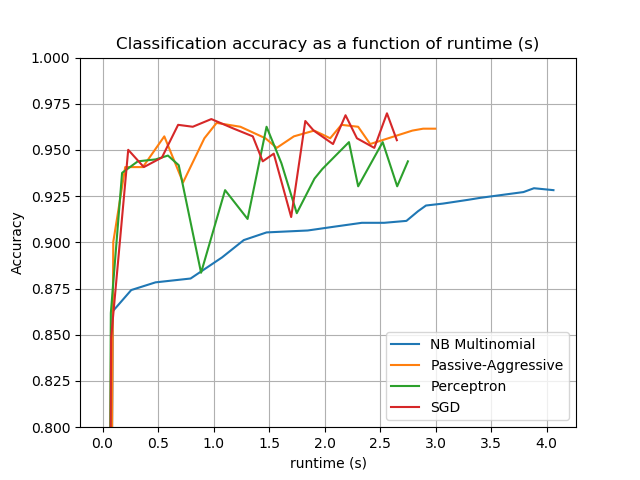 Classification accuracy as a function of runtime (s)
1.000
0.975
0.950
0.925
0.900
0.875
0.850
0.825
0.800
Accuracy
0.0 0.5 1.0 1.5 2.0 2.5 3.0 3.5 4.0
runtime (s)
NB Multinomial
Passive-Aggressive
Perceptron
SGD